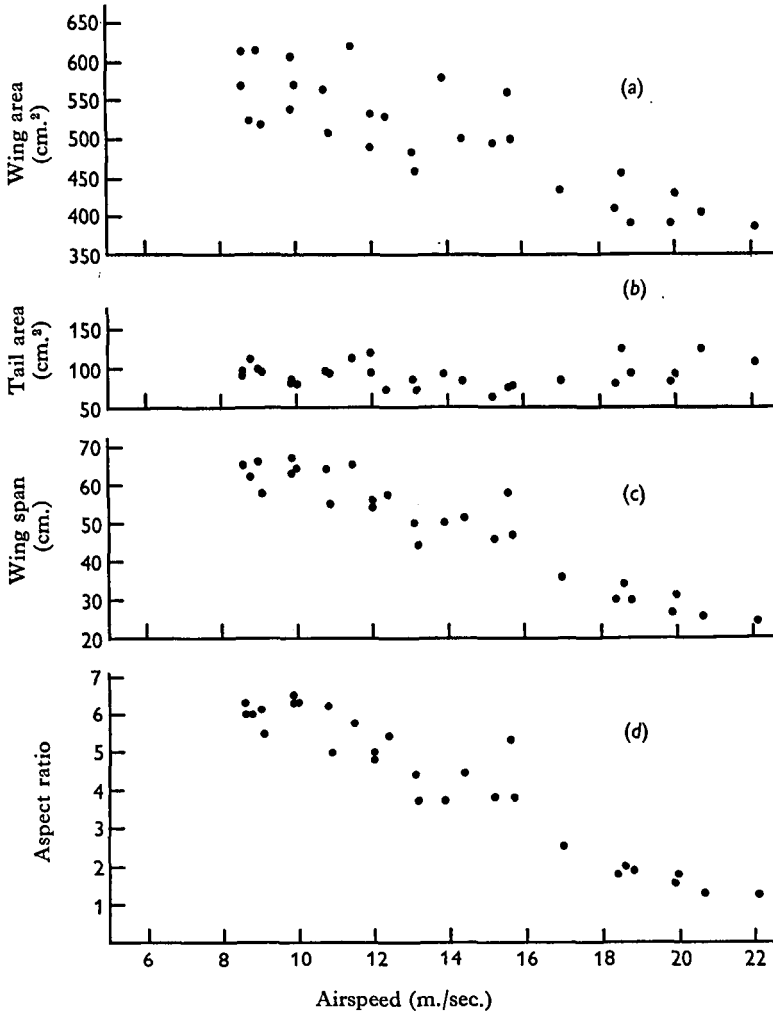 Wing area
(cm.²)
650
600
550
500
450
400
350
(a)
Tail area
(cm.²)
150
100
50
(b)
Wing span
(cm.)
70
60
50
40
30
20
(c)
Aspect ratio
7
6
5
4
3
2
1
(d)
6 8 10 12 14 16 18 20 22
Airspeed (m./sec.)